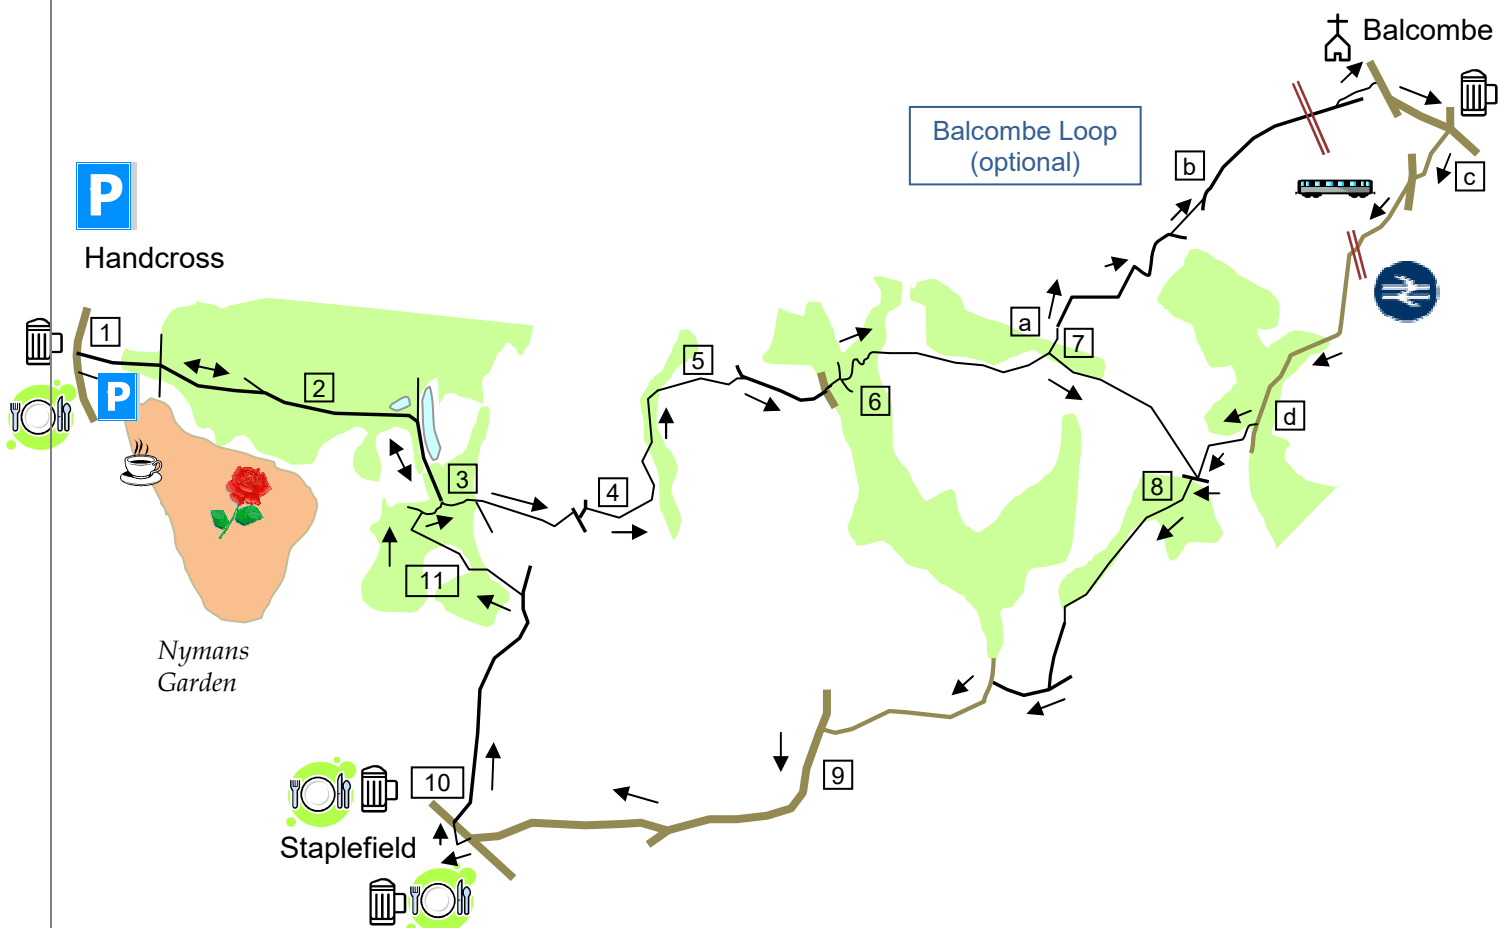 Balcombe
Balcombe Loop
(optional)
b
c
P
Handcross
a
1
7
5
2
P
6
d
3
8
4
11
Nymans
Garden
9
10
Staplefield